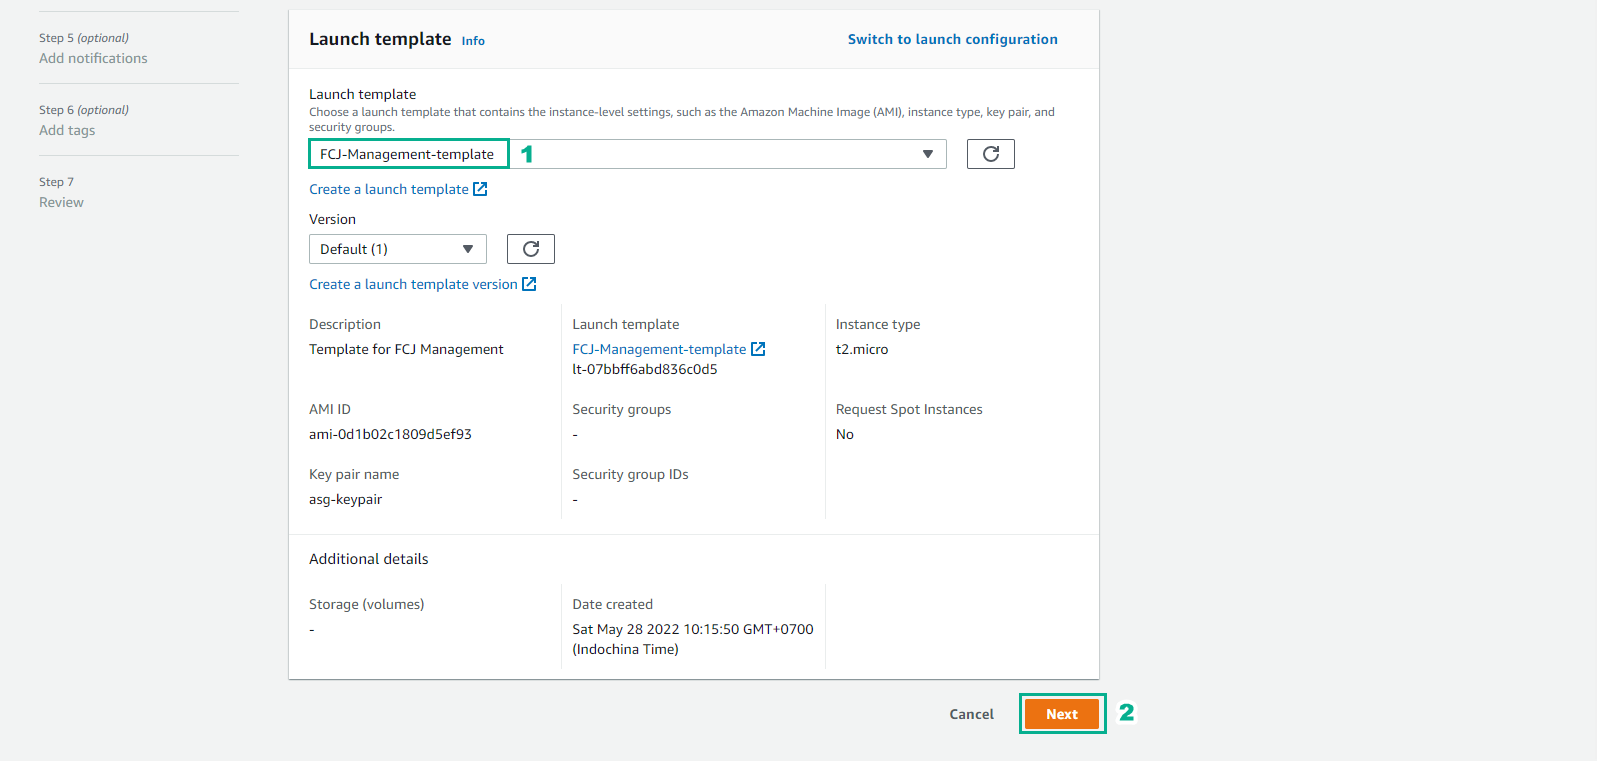 Step 5 (optional)
Add notifications
Step 6 (optional)
Add tags
Step 7
Review
Launch template Info
Switch to launch configuration
Launch template
Choose a launch template that contains the instance-level settings, such as the Amazon Machine Image (AMI), instance type, key pair, and
security groups.
FCJ-Management-template
1
Create a launch template
Version
Default (1)
Create a launch template version
Description
Template for FCJ Management
Launch template
FCJ-Management-template
lt-07bbff6abd836c0d5
Instance type
t2.micro
AMI ID
ami-0d1b02c1809d5ef93
Security groups
-
Request Spot Instances
No
Key pair name
asg-keypair
Security group IDs
-
Additional details
Storage (volumes)
-
Date created
Sat May 28 2022 10:15:50 GMT+0700
(Indochina Time)
Cancel
Next
2